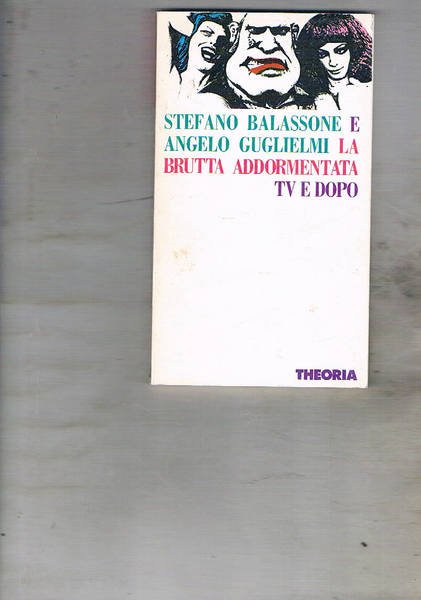 STEFANO BALASSONE E
ANGELO GUGLIELMI LA
BRUTTA ADDORMENTATA
TV E DOPO
THEORIA